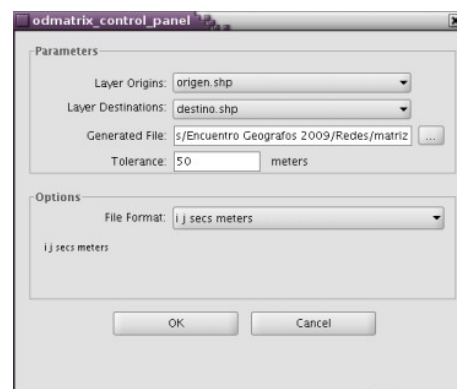 odmatrix_control_panel
Parameters
Layer Origins: origen.shp
Layer Destinations: destino.shp
Generated File: s/Encuentro Geografos 2009/Redes/matriz ...
Tolerance: 50 meters
Options
File Format: i j secs meters
i j secs meters
OK Cancel